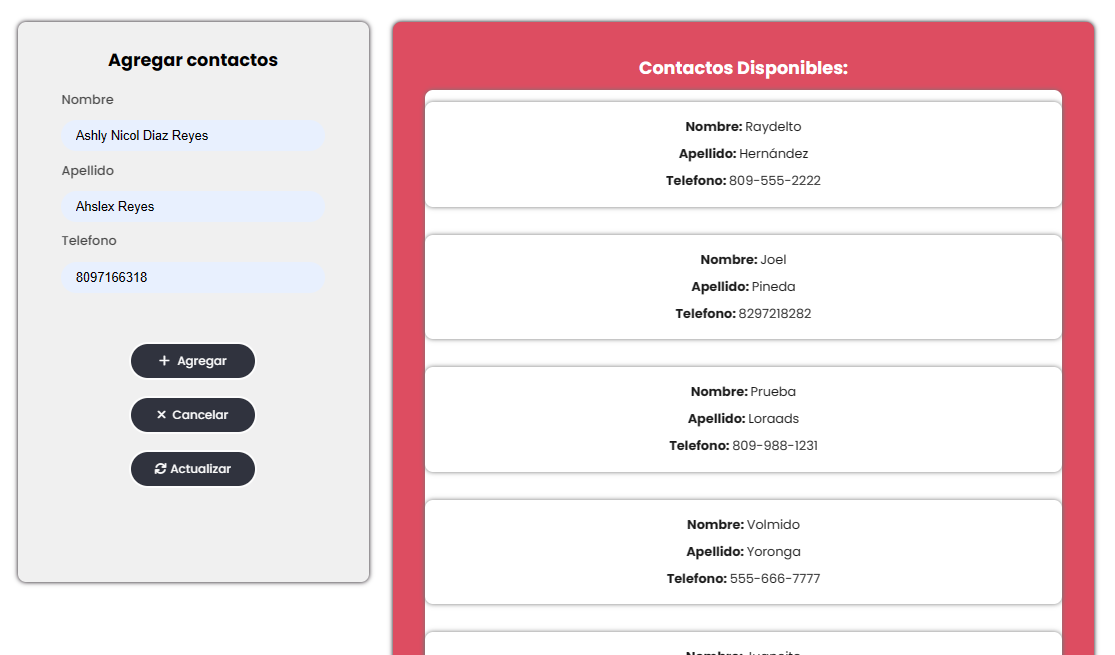 Agregar contactos
Nombre
Ashly Nicol Diaz Reyes
Apellido
Ahslex Reyes
Telefono
8097166318
Agregar
Cancelar
Actualizar
Contactos Disponibles:
Nombre: Raydelto
Apellido: Hernández
Telefono: 809-555-2222
Nombre: Joel
Apellido: Pineda
Telefono: 8297218282
Nombre: Prueba
Apellido: Loraads
Telefono: 809-988-1231
Nombre: Volmido
Apellido: Yoronga
Telefono: 555-666-7777
Nombre: